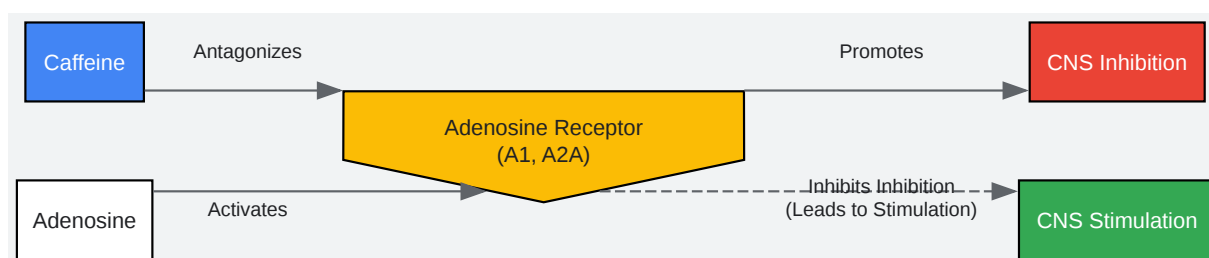 Caffeine
Antagonizes
Promotes
CNS Inhibition
Adenosine Receptor
(A1, A2A)
Adenosine
Activates
Inhibits Inhibition
(Leads to Stimulation)
CNS Stimulation